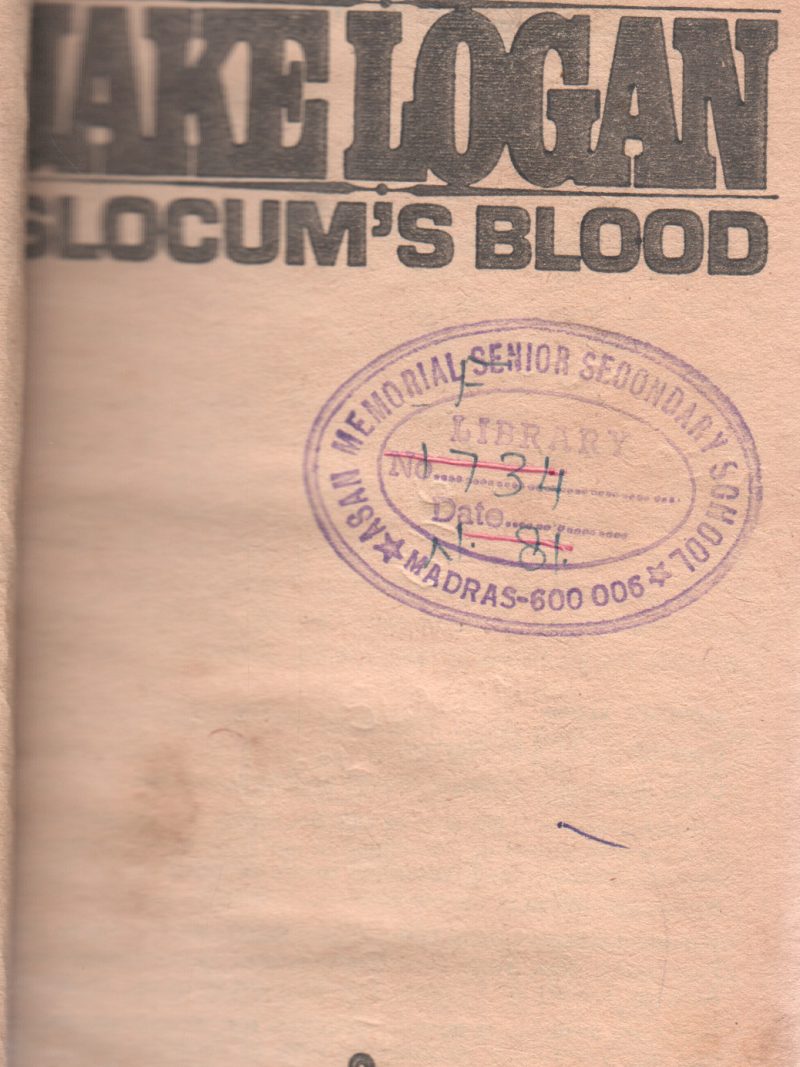 JAKE LOGAN
SLOCUM'S BLOOD
ASAN MEMORIAL SENIOR SECONDARY SCHOOL
F
LIBRARY
No. 1734
Date
81.
MADRAS-600 006